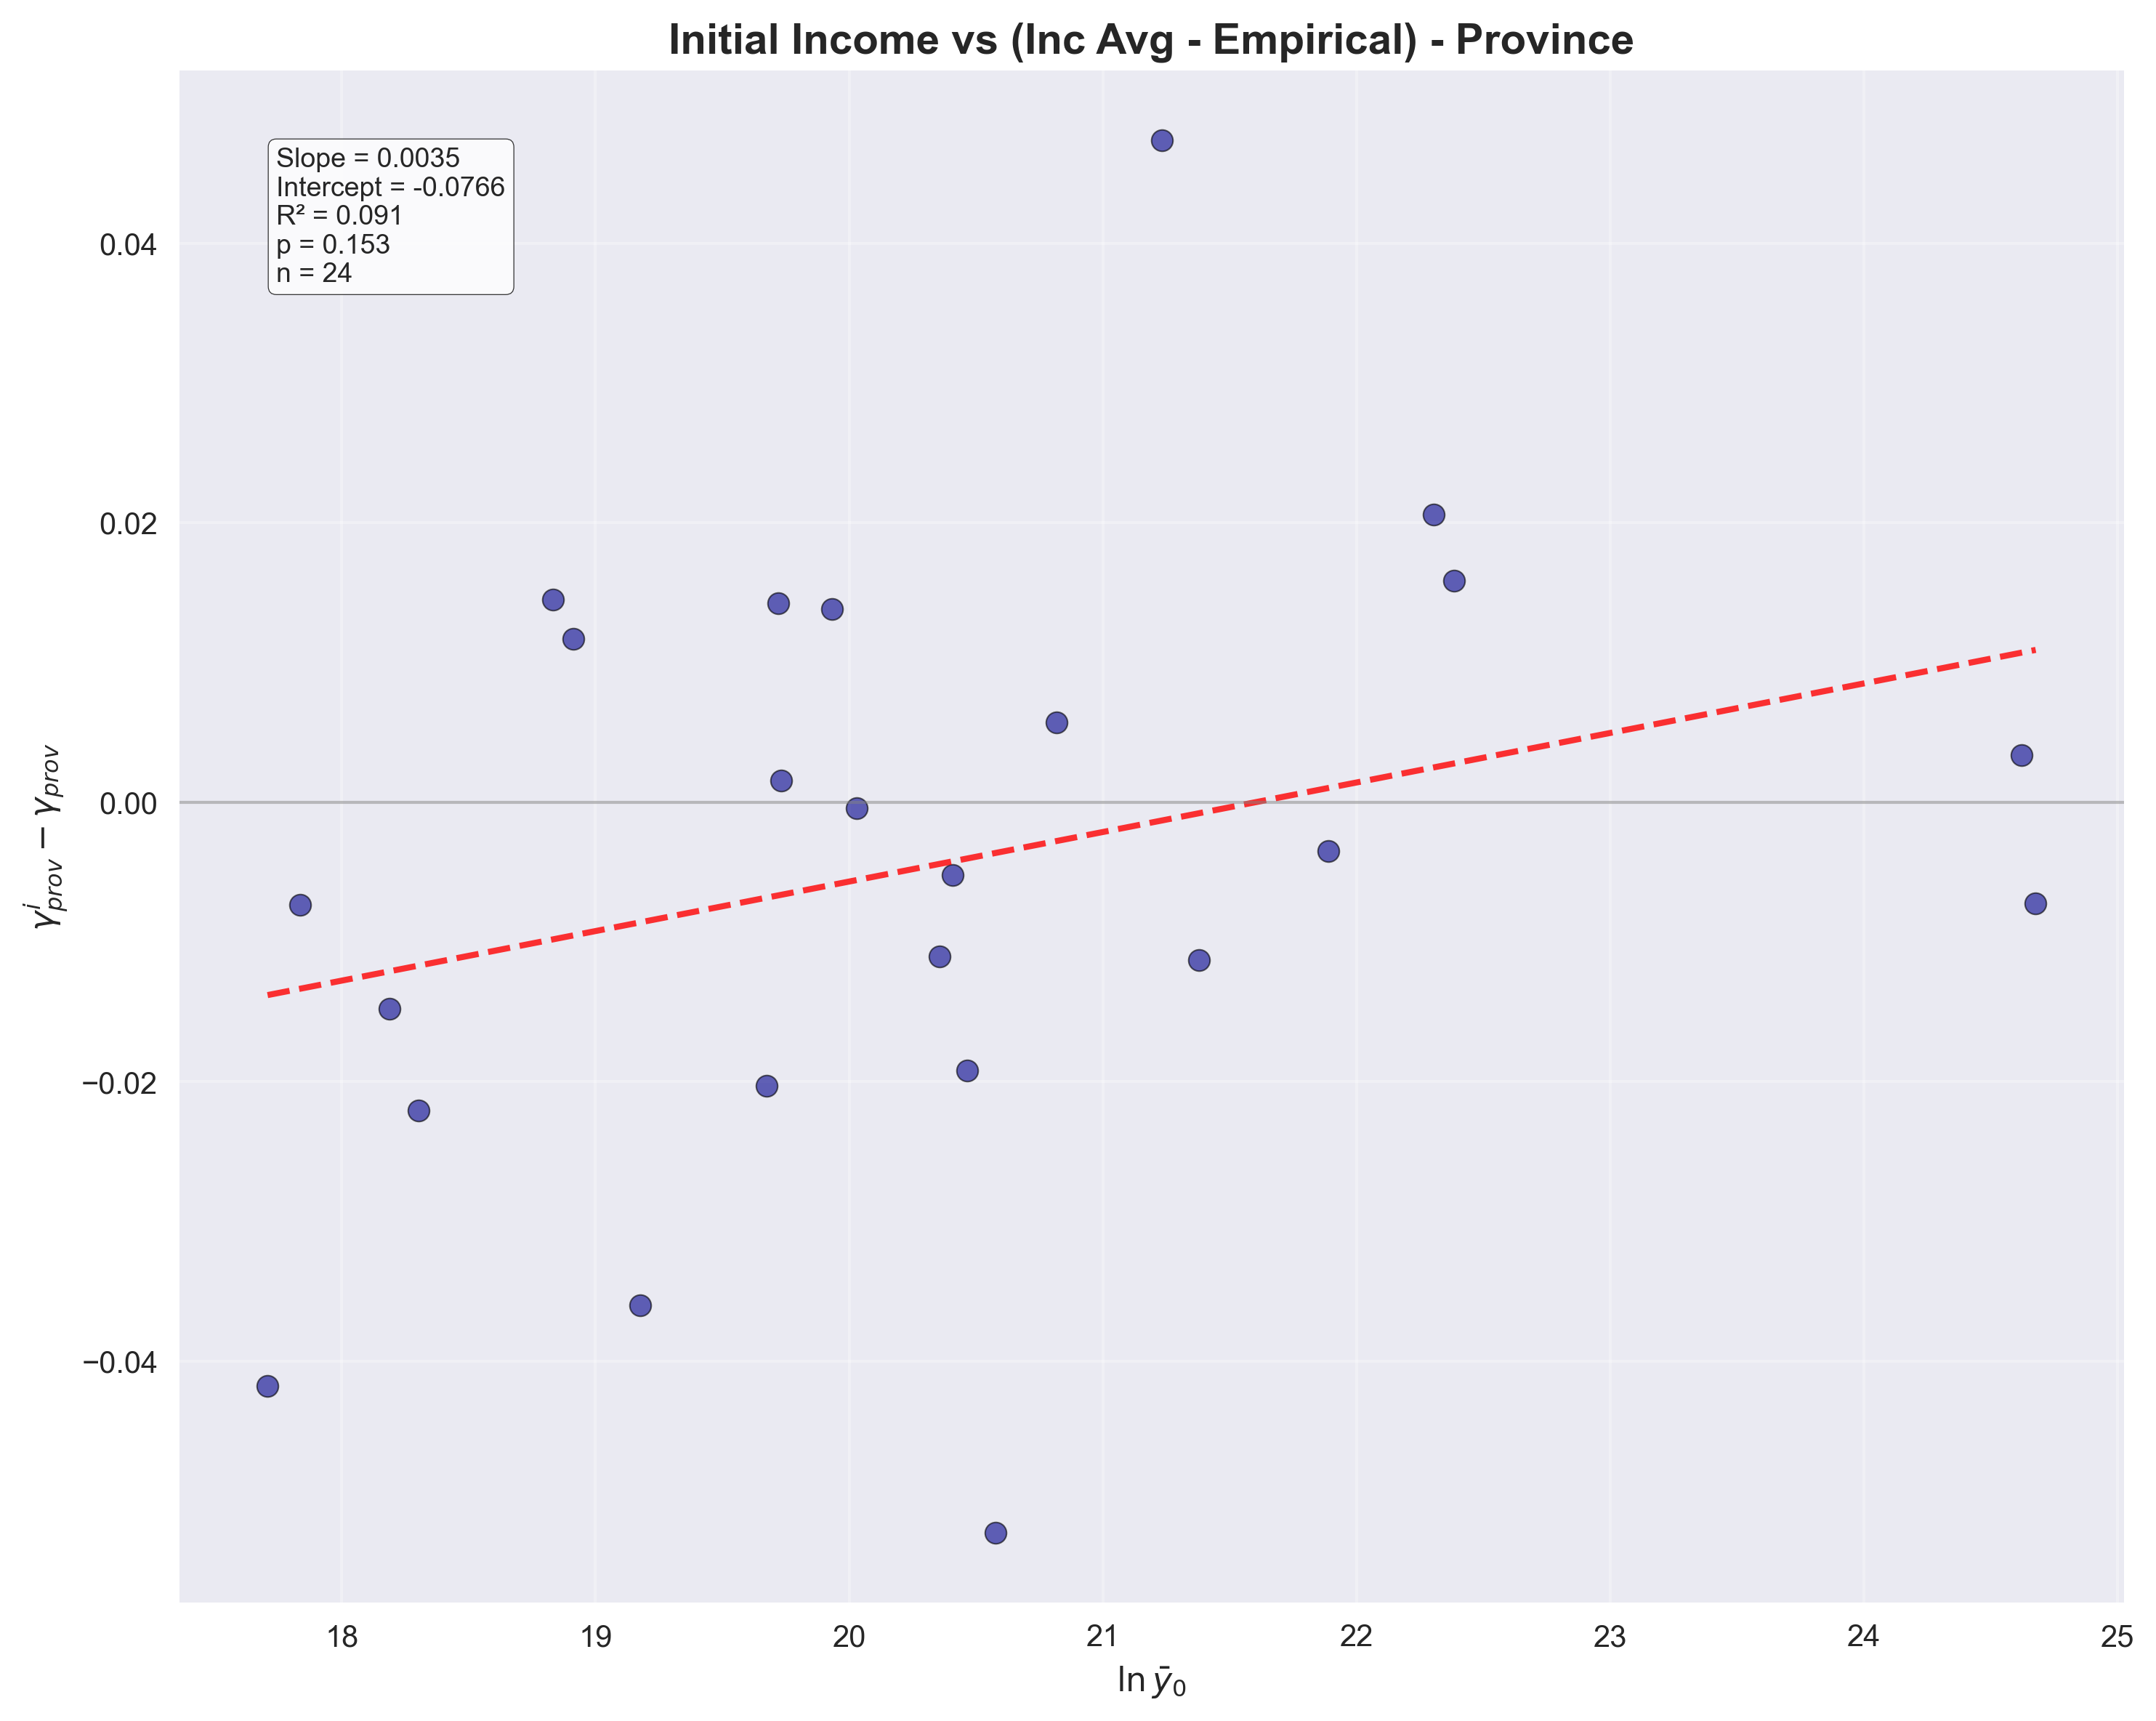 Initial Income vs (Inc Avg - Empirical) - Province
Slope = 0.0035
Intercept = -0.0766
R² = 0.091
p = 0.153
n = 24
0.04
0.02
0.00
−0.02
−0.04
γ^i_prov − γ_prov
18 19 20 21 22 23 24 25
ln ȳ₀